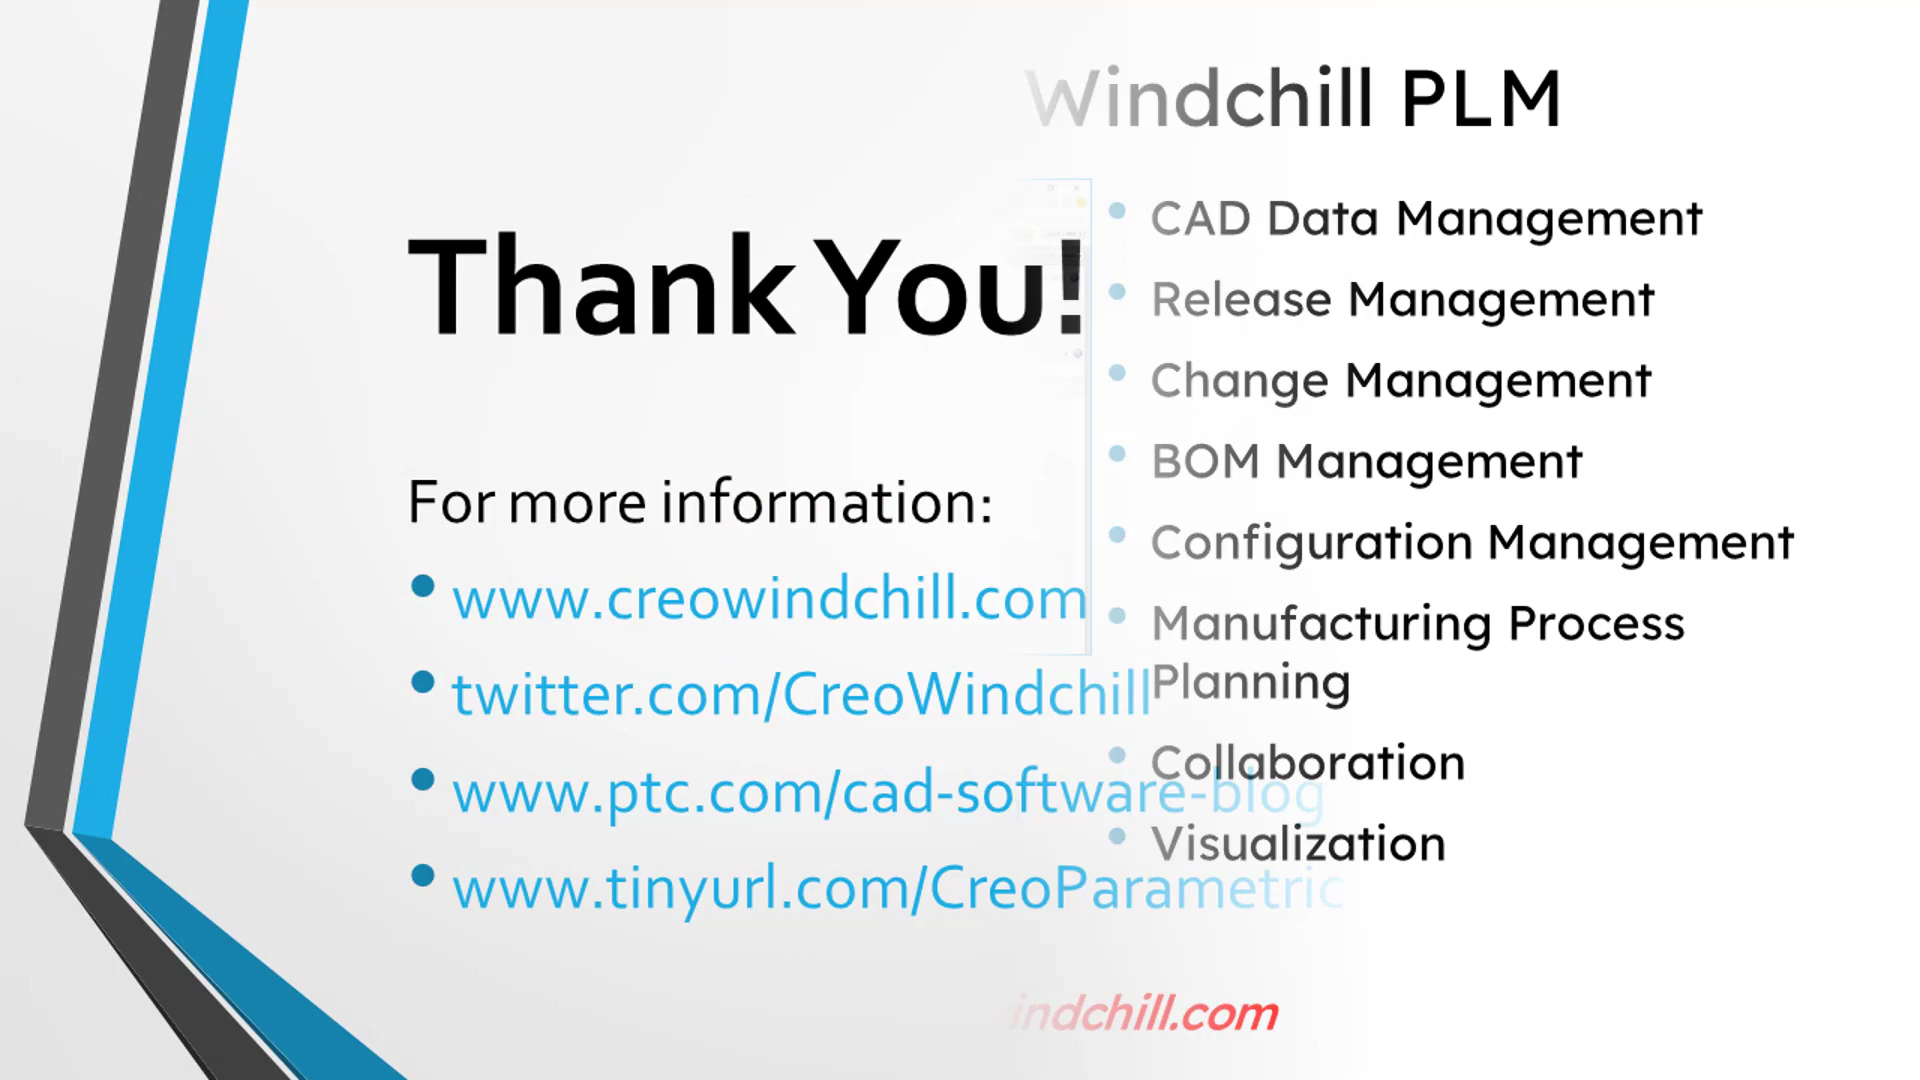 Thank You!
For more information:
• www.creowindchill.com
• twitter.com/CreoWindchill
• www.ptc.com/cad-software-blog
• www.tinyurl.com/CreoParametric
Windchill PLM
• CAD Data Management
• Release Management
• Change Management
• BOM Management
• Configuration Management
• Manufacturing Process
Planning
• Collaboration
• Visualization
indchill.com